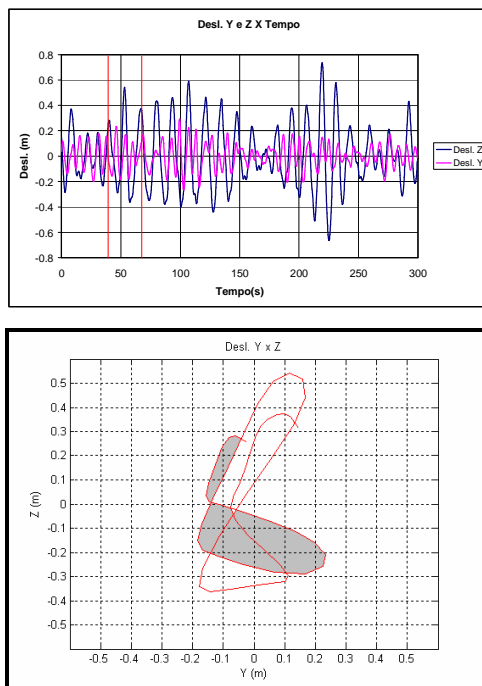 Desl. Y e Z X Tempo
Desl. (m)
0.8
0.6
0.4
0.2
0
-0.2
-0.4
-0.6
-0.8
0 50 100 150 200 250 300
Tempo(s)
Desl. Z
Desl. Y
Desl. Y x Z
Z (m)
0.5
0.4
0.3
0.2
0.1
0
-0.1
-0.2
-0.3
-0.4
-0.5
-0.5 -0.4 -0.3 -0.2 -0.1 0 0.1 0.2 0.3 0.4 0.5
Y (m)